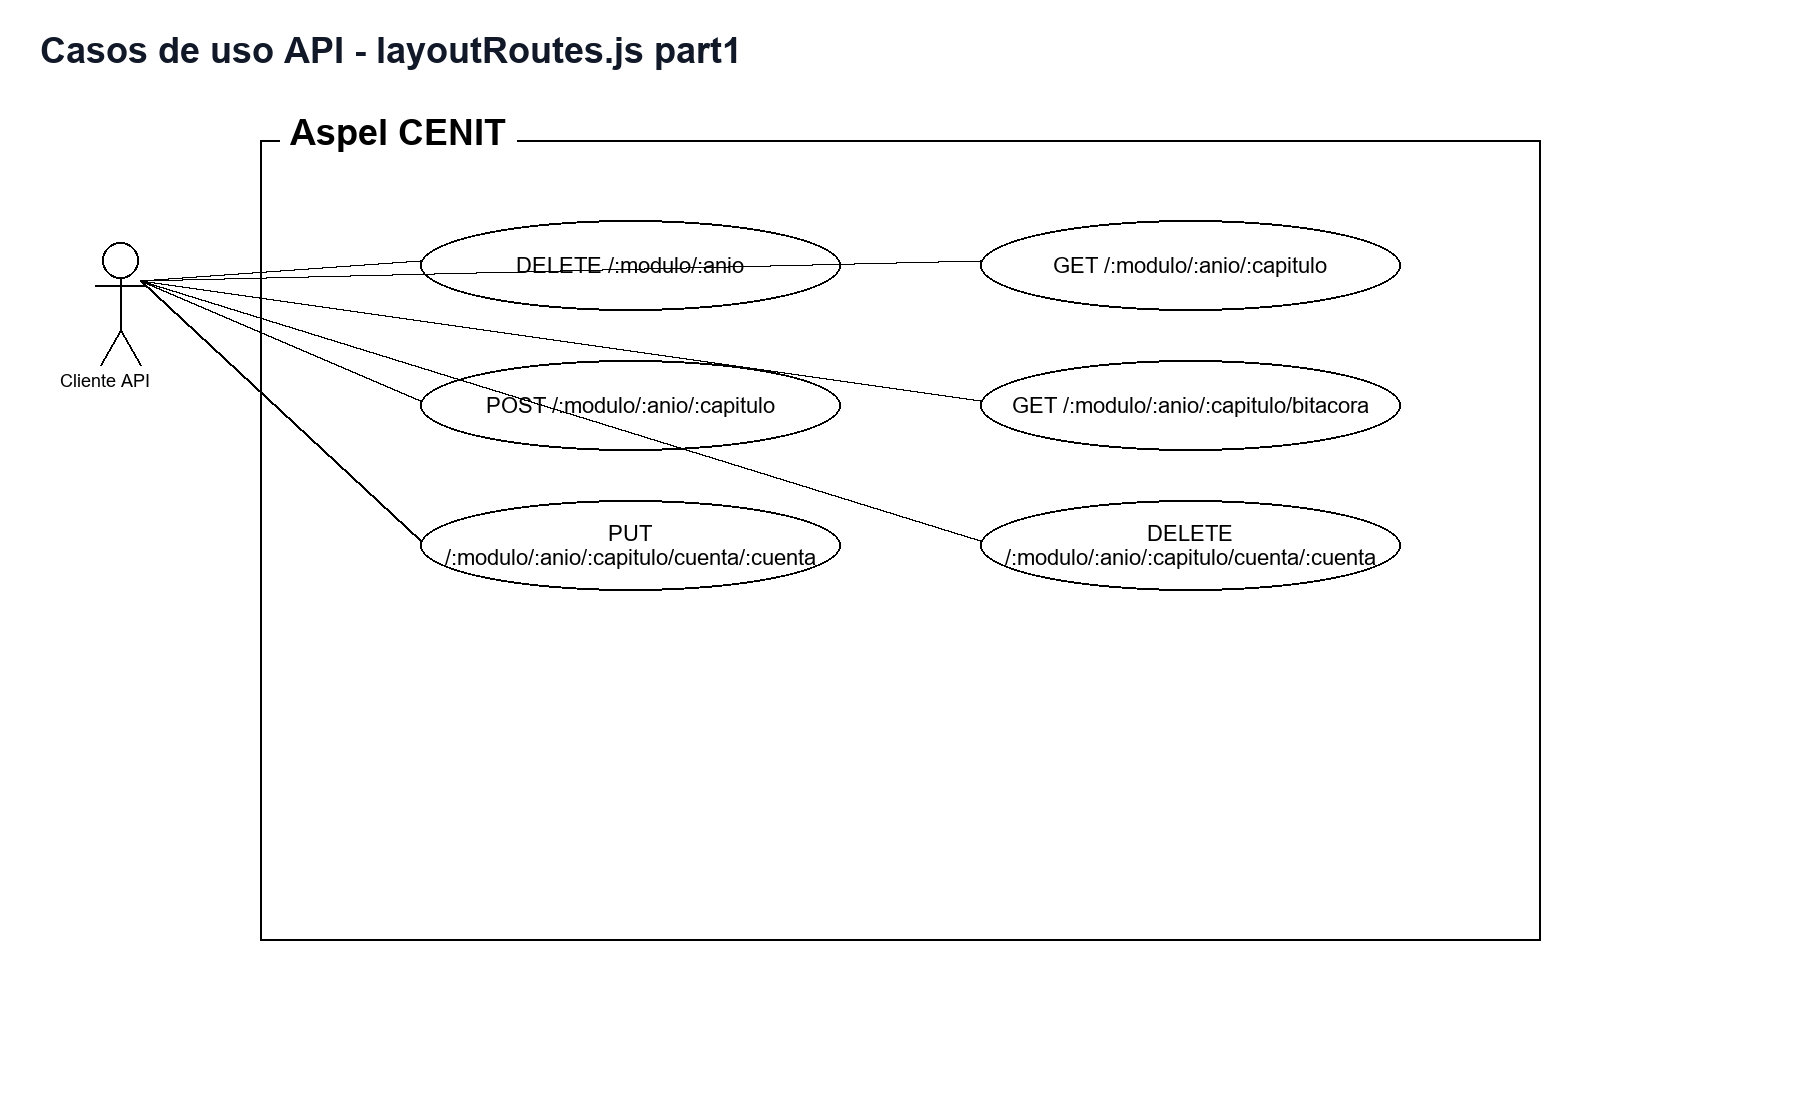 Casos de uso API - layoutRoutes.js part1
Aspel CENIT
Cliente API
DELETE /:modulo/:anio
GET /:modulo/:anio/:capitulo
POST /:modulo/:anio/:capitulo
GET /:modulo/:anio/:capitulo/bitacora
PUT
/:modulo/:anio/:capitulo/cuenta/:cuenta
DELETE
/:modulo/:anio/:capitulo/cuenta/:cuenta